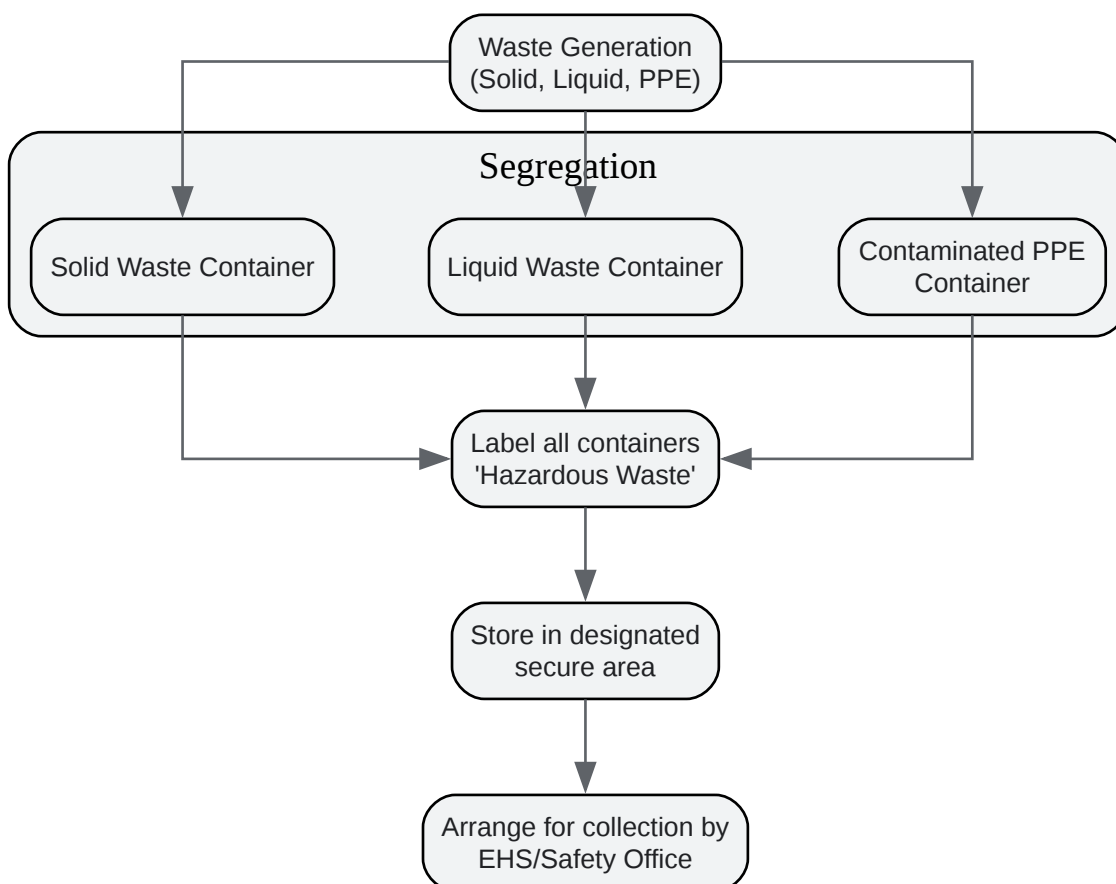 Waste Generation
(Solid, Liquid, PPE)
Segregation
Solid Waste Container
Liquid Waste Container
Contaminated PPE
Container
Label all containers
'Hazardous Waste'
Store in designated
secure area
Arrange for collection by
EHS/Safety Office